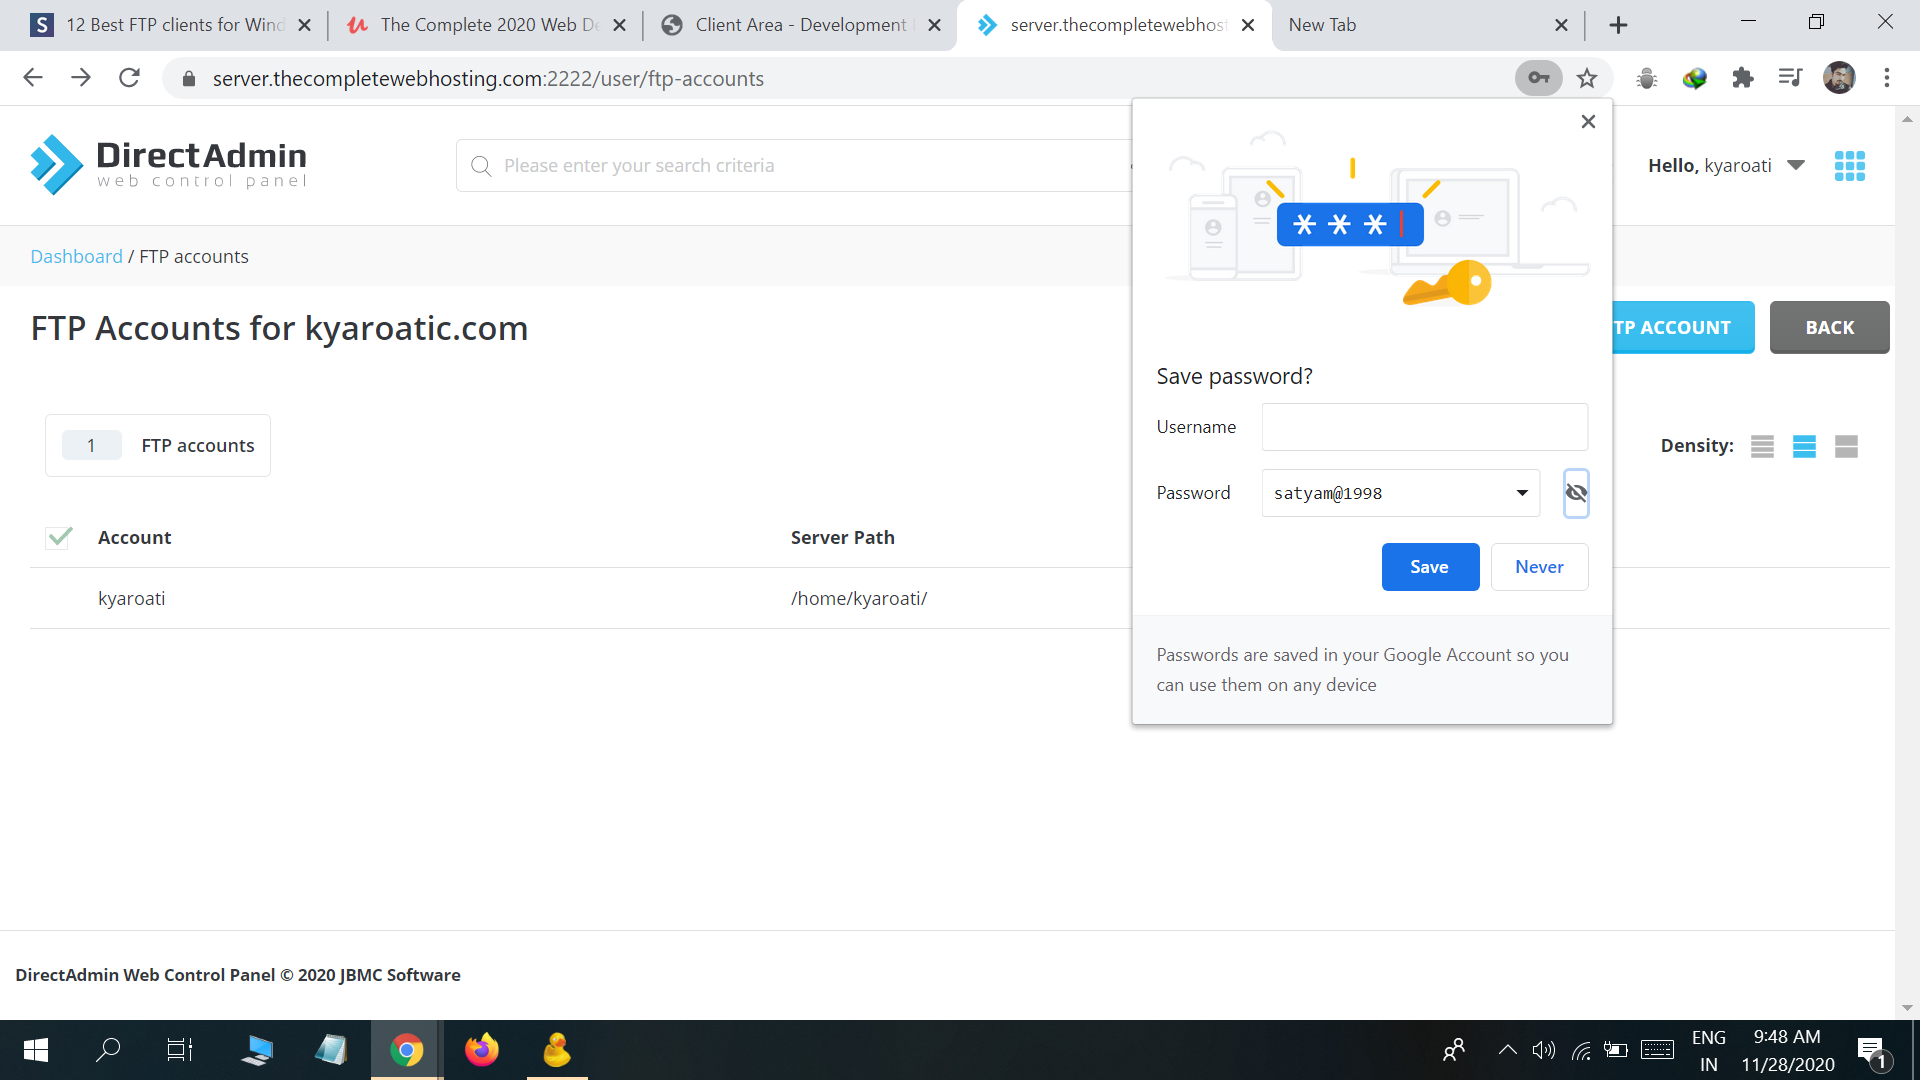 S 12 Best FTP clients for Wind
The Complete 2020 Web De
Client Area - Development
server.thecompletewebhost
New Tab
server.thecompletewebhosting.com:2222/user/ftp-accounts
DirectAdmin
web control panel
Please enter your search criteria
Hello, kyaroati
Dashboard / FTP accounts
FTP Accounts for kyaroatic.com
TP ACCOUNT
BACK
1 FTP accounts
Density:
Account
Server Path
kyaroati
/home/kyaroati/
* * *
Save password?
Username
Password
satyam@1998
Save
Never
Passwords are saved in your Google Account so you
can use them on any device
DirectAdmin Web Control Panel © 2020 JBMC Software
ENG
IN
9:48 AM
11/28/2020
1